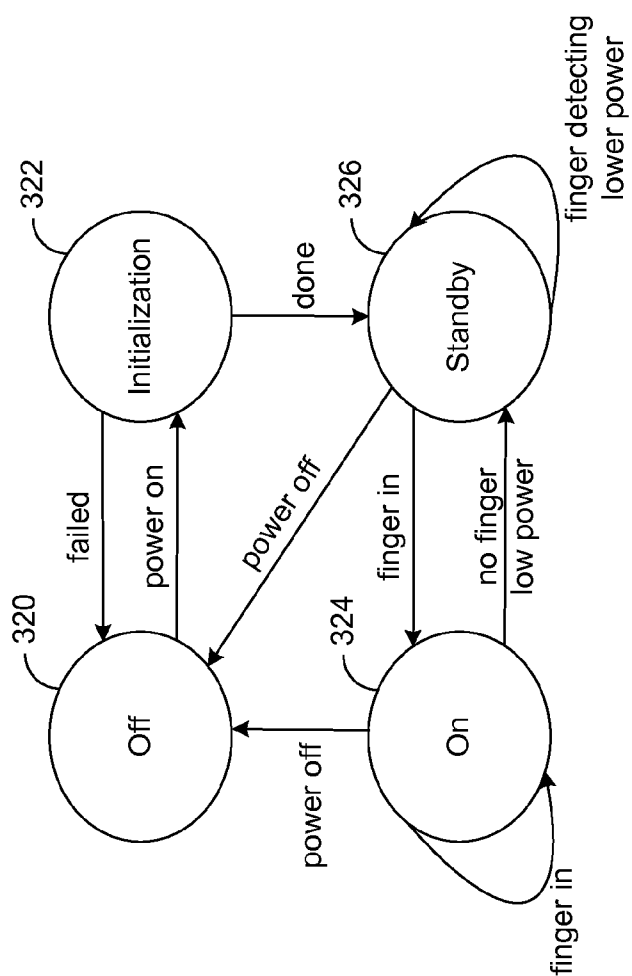 320
322
Off
failed
Initialization
power on
power off
power off
done
324
326
On
finger in
Standby
no finger
low power
finger in
finger detecting
lower power